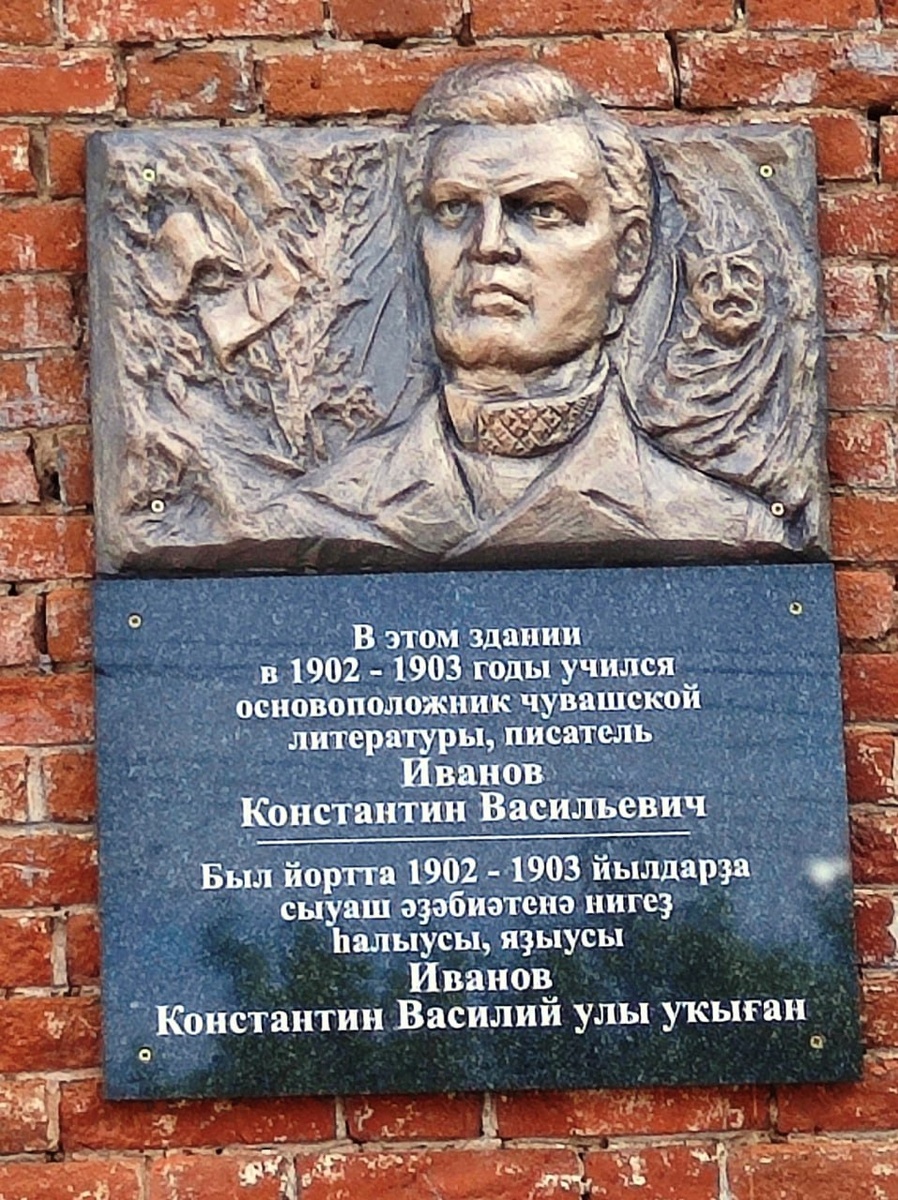 В этом здании
в 1902 - 1903 годы учился
основоположник чувашской
литературы, писатель
Иванов
Константин Васильевич
Был йортта 1902 - 1903 йылдарҙа
сыуаш әҙәбиәтенә нигеҙ
һалыусы, яҙыусы
Иванов
Константин Василий улы уҡыған